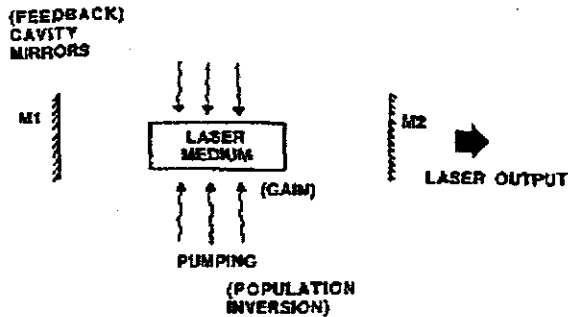 (FEEDBACK)
CAVITY
MIRRORS
M1
LASER
MEDIUM
M2
LASER OUTPUT
(GAIN)
PUMPING
(POPULATION
INVERSION)